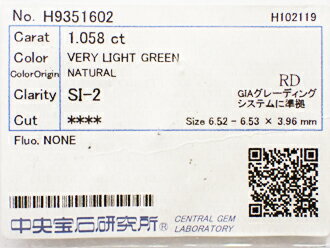 No. H9351602 H102119
Carat 1.058 ct
Color VERY LIGHT GREEN
ColorOrigin NATURAL
RD
Clarity SI-2 GIAグレーディング
システムに準拠
Cut **** Size 6.52 - 6.53 × 3.96 mm
Fluo. NONE
中央宝石研究所® CENTRAL GEM
LABORATORY